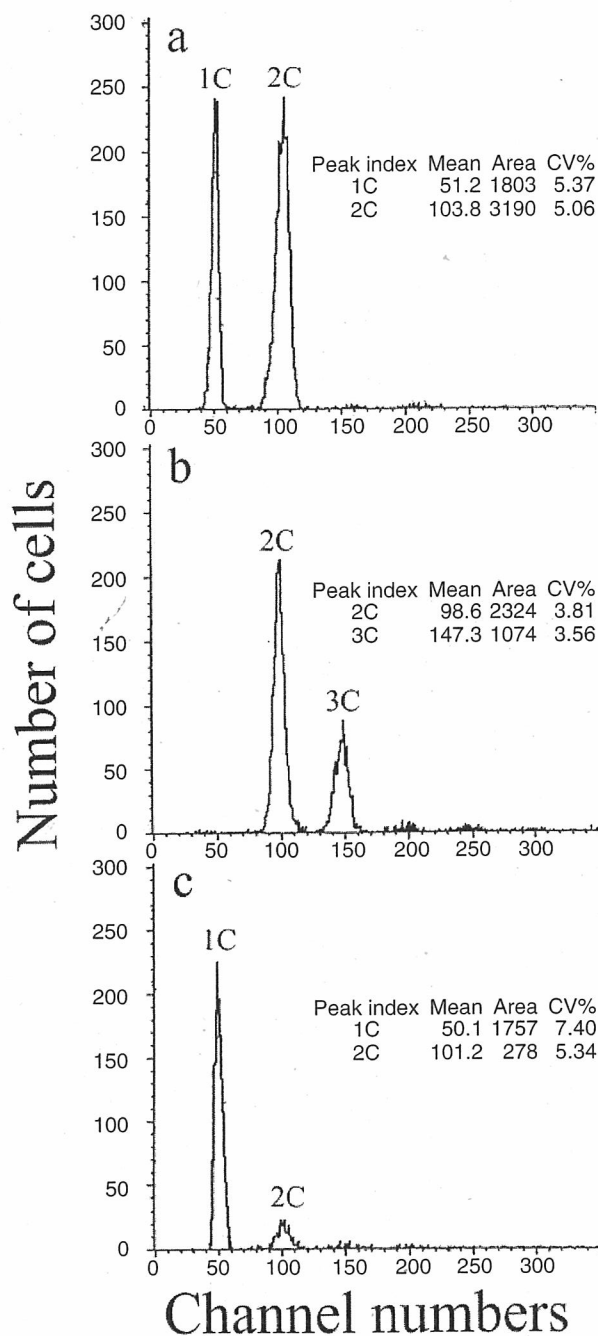 a
300
250
200
150
100
50
0
1C 2C
Peak index Mean Area CV%
1C 51.2 1803 5.37
2C 103.8 3190 5.06
0 50 100 150 200 250 300
b
300
250
200
150
100
50
0
2C
3C
Peak index Mean Area CV%
2C 98.6 2324 3.81
3C 147.3 1074 3.56
0 50 100 150 200 250 300
c
300
250
200
150
100
50
0
1C
2C
Peak index Mean Area CV%
1C 50.1 1757 7.40
2C 101.2 278 5.34
0 50 100 150 200 250 300
Number of cells
Channel numbers